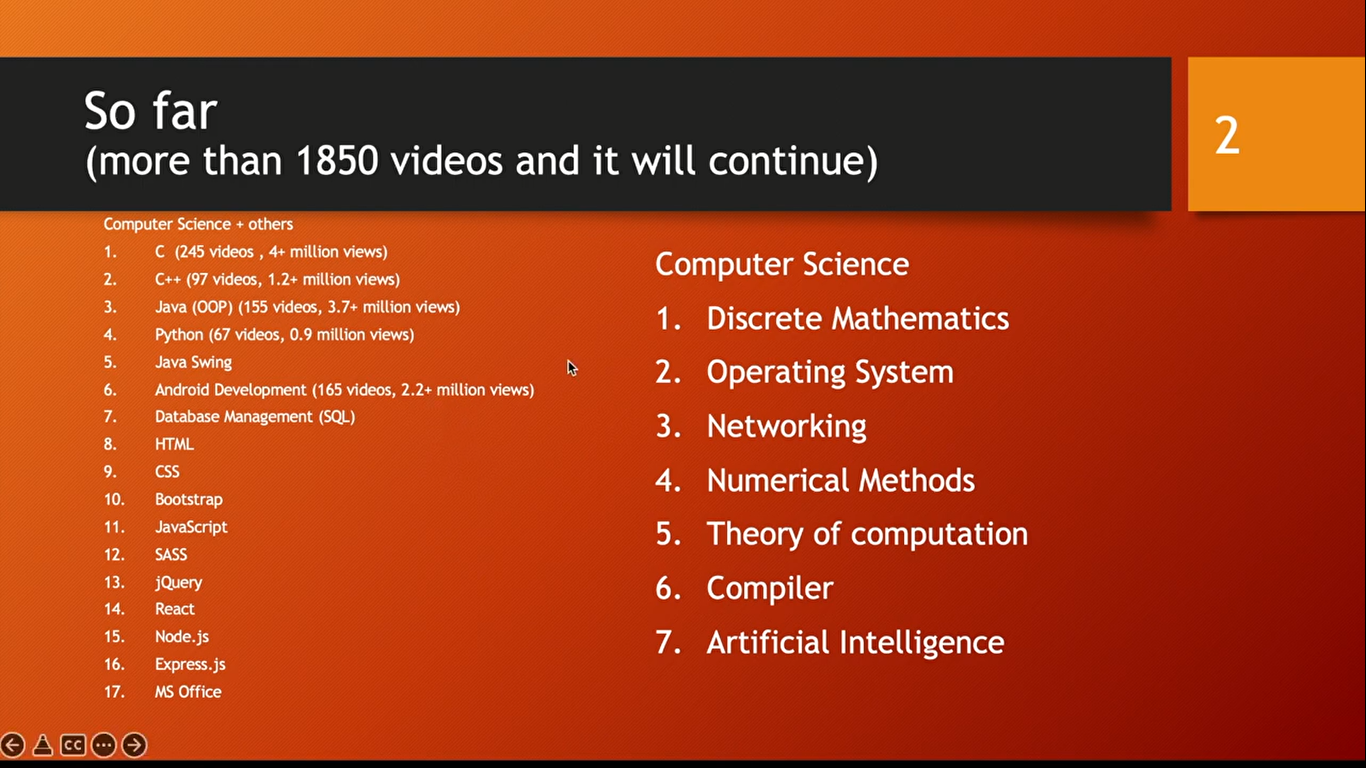 So far
(more than 1850 videos and it will continue)
2
Computer Science + others
1. C (245 videos , 4+ million views)
2. C++ (97 videos, 1.2+ million views)
3. Java (OOP) (155 videos, 3.7+ million views)
4. Python (67 videos, 0.9 million views)
5. Java Swing
6. Android Development (165 videos, 2.2+ million views)
7. Database Management (SQL)
8. HTML
9. CSS
10. Bootstrap
11. JavaScript
12. SASS
13. jQuery
14. React
15. Node.js
16. Express.js
17. MS Office
Computer Science
1. Discrete Mathematics
2. Operating System
3. Networking
4. Numerical Methods
5. Theory of computation
6. Compiler
7. Artificial Intelligence
CC